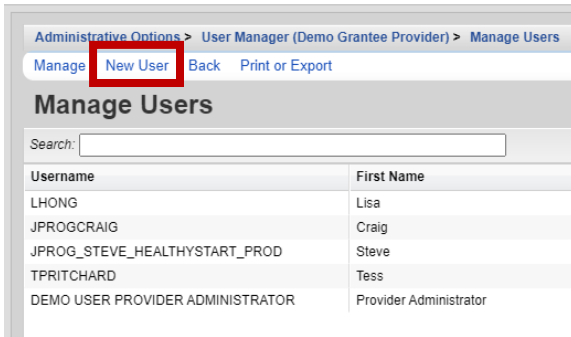 Administrative Options > User Manager (Demo Grantee Provider) > Manage Users
Manage New User Back Print or Export
Manage Users
Search:
Username First Name
LHONG Lisa
JPROGCRAIG Craig
JPROG_STEVE_HEALTHYSTART_PROD Steve
TPRITCHARD Tess
DEMO USER PROVIDER ADMINISTRATOR Provider Administrator